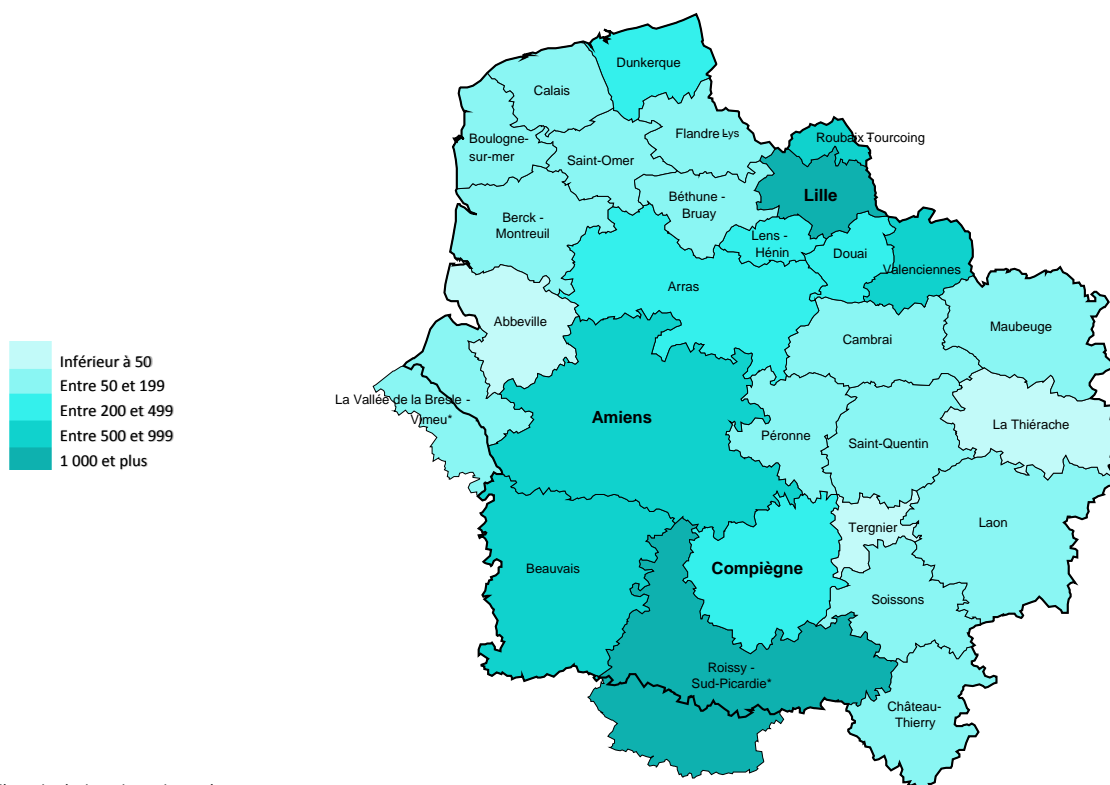 Dunkerque
Calais
Flandre-Lys
Roubaix-Tourcoing
Boulogne-
sur-mer
Saint-Omer
Béthune -
Bruay
Lille
Berck -
Montreuil
Lens -
Hénin
Douai
Valenciennes
Arras
Abbeville
Cambrai
Maubeuge
Inférieur à 50
Entre 50 et 199
Entre 200 et 499
Entre 500 et 999
1 000 et plus
La Vallée de la Bresle -
Vimeu*
Amiens
Péronne
Saint-Quentin
La Thiérache
Tergnier
Laon
Beauvais
Compiègne
Soissons
Roissy -
Sud-Picardie*
Château-
Thierry